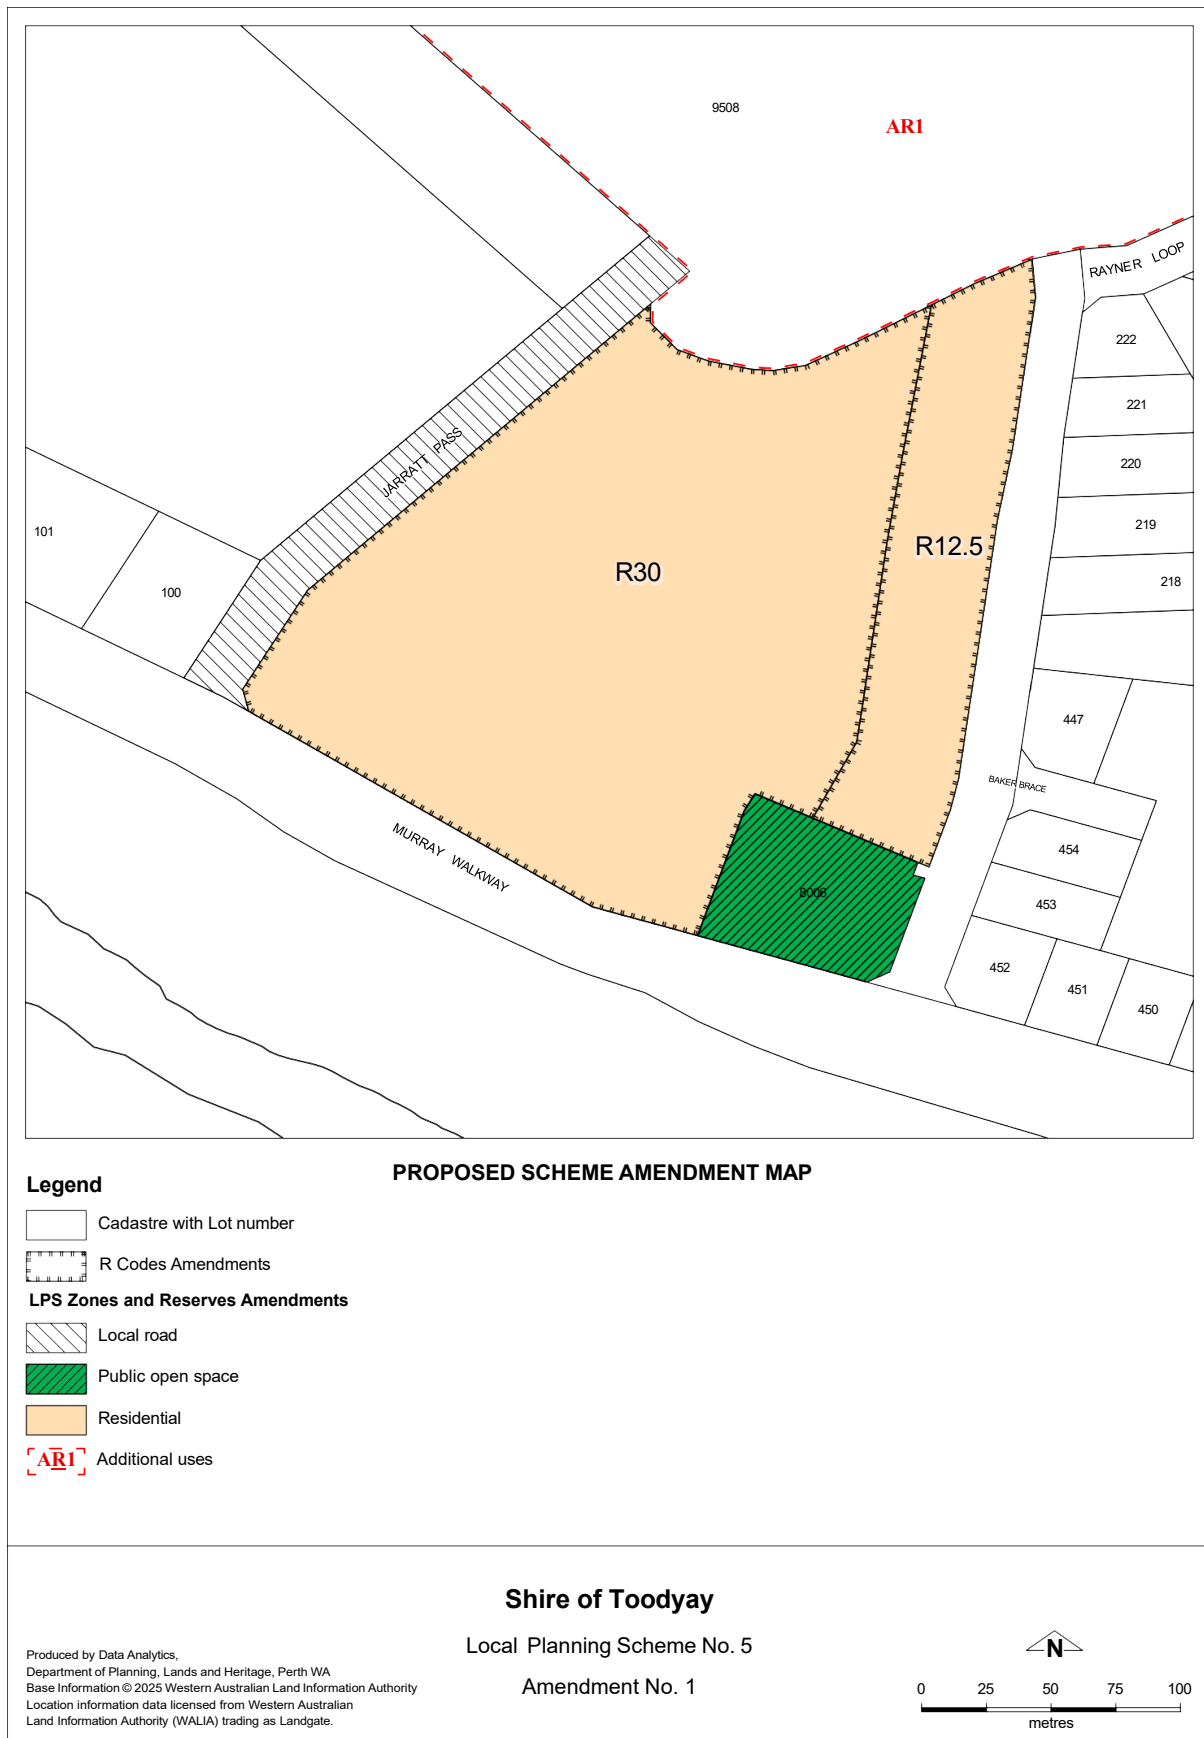 9508
AR1
RAYNER LOOP
222
221
220
219
218
JARRATT PASS
101
100
R30
R12.5
447
BAKER BRACE
454
453
452
451
450
8006
MURRAY WALKWAY
PROPOSED SCHEME AMENDMENT MAP
Legend
Cadastre with Lot number
R Codes Amendments
LPS Zones and Reserves Amendments
Local road
Public open space
Residential
AR1 Additional uses
Shire of Toodyay
Local Planning Scheme No. 5
Amendment No. 1
Produced by Data Analytics,
Department of Planning, Lands and Heritage, Perth WA
Base Information © 2025 Western Australian Land Information Authority
Location information data licensed from Western Australian
Land Information Authority (WALIA) trading as Landgate.
N
0 25 50 75 100
metres